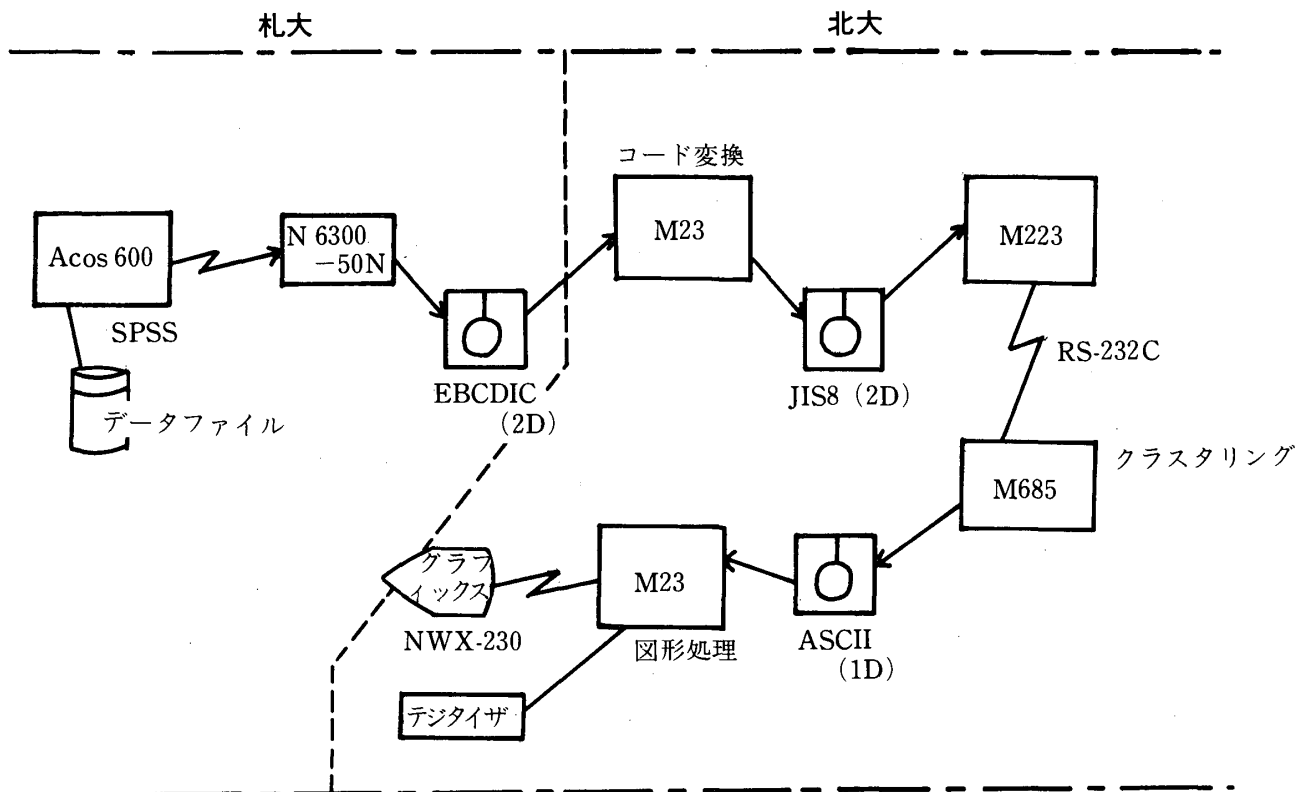 札大
北大
コード変換
Acos 600
N 6300
－50N
M23
M223
SPSS
データファイル
EBCDIC
(2D)
JIS8 (2D)
RS-232C
クラスタリング
M685
グラフ
ィックス
NWX-230
M23
図形処理
ASCII
(1D)
テジタイザ